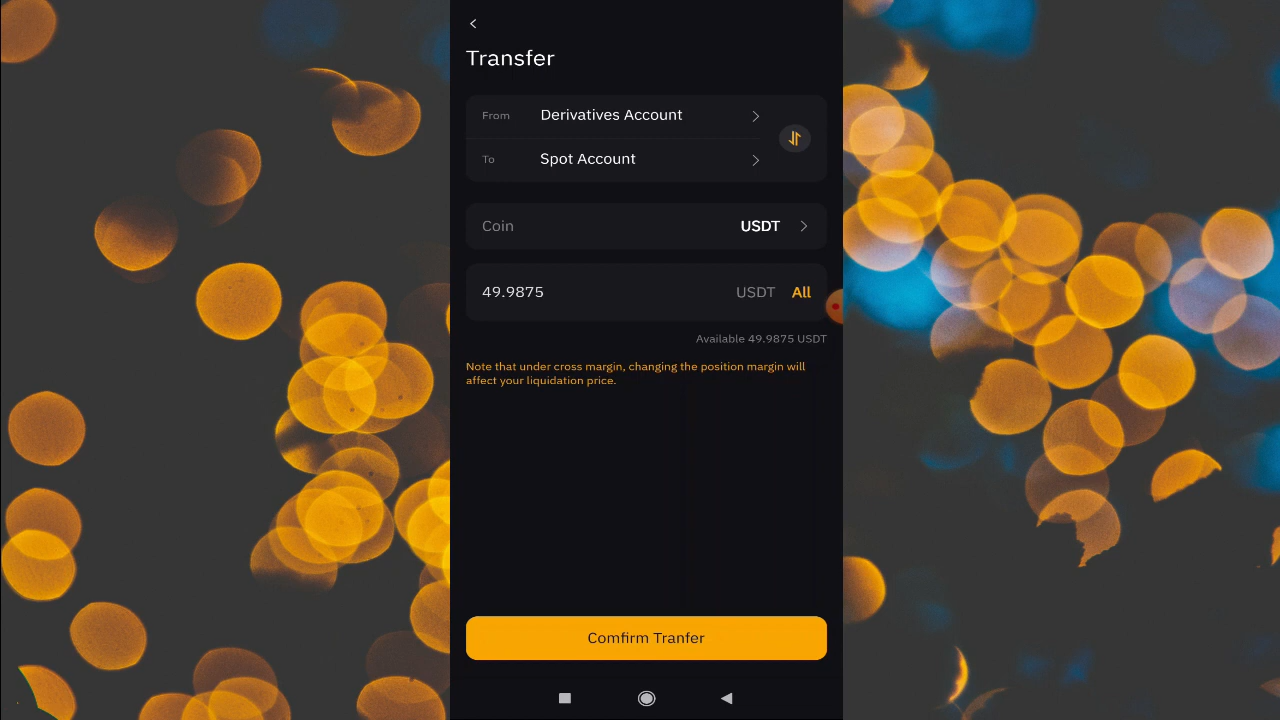 Transfer
From Derivatives Account
To Spot Account
Coin USDT
49.9875 USDT All
Available 49.9875 USDT
Note that under cross margin, changing the position margin will
affect your liquidation price.
Comfirm Tranfer